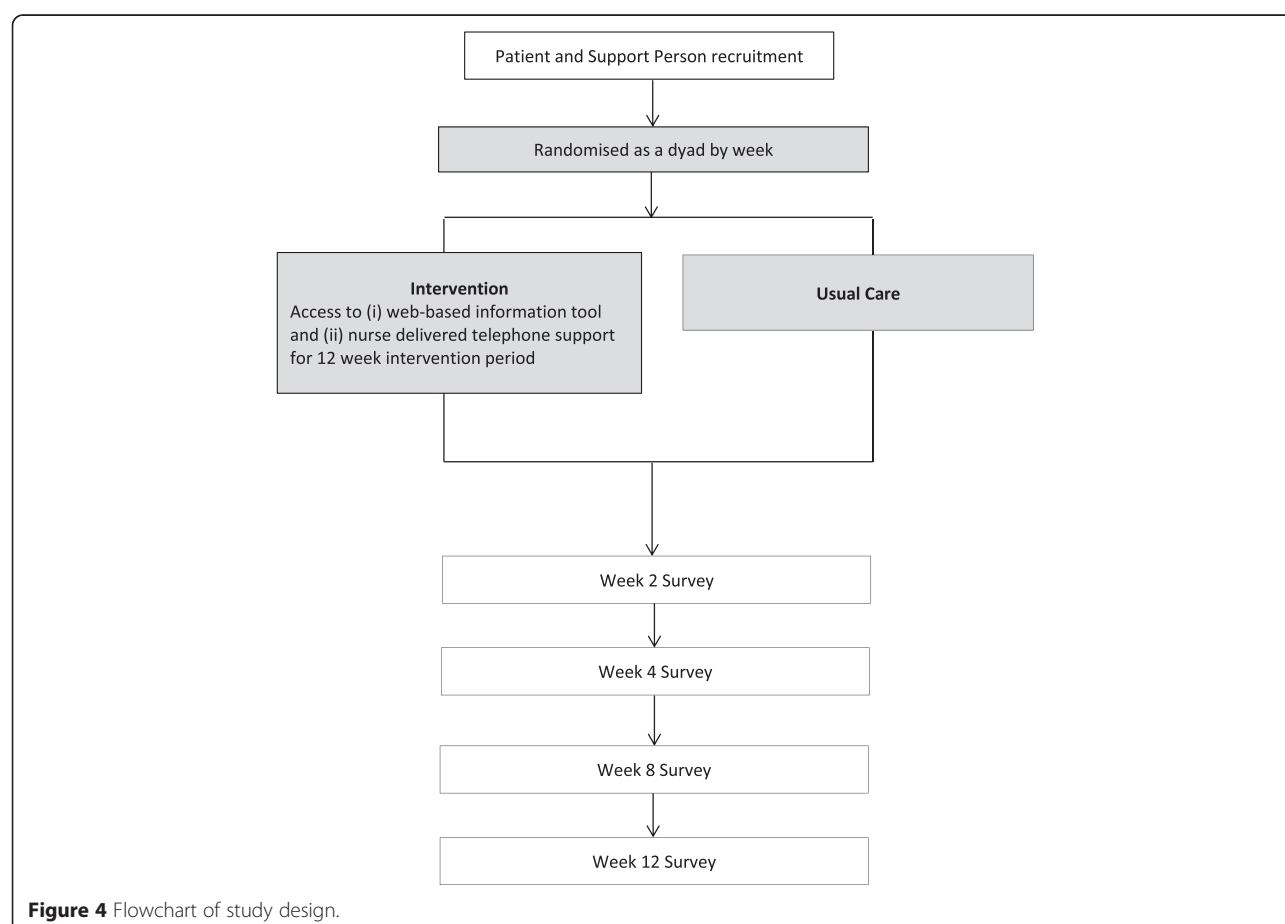 Patient and Support Person recruitment
Randomised as a dyad by week
Intervention
Access to (i) web-based information tool
and (ii) nurse delivered telephone support
for 12 week intervention period
Usual Care
Week 2 Survey
Week 4 Survey
Week 8 Survey
Week 12 Survey
Figure 4 Flowchart of study design.